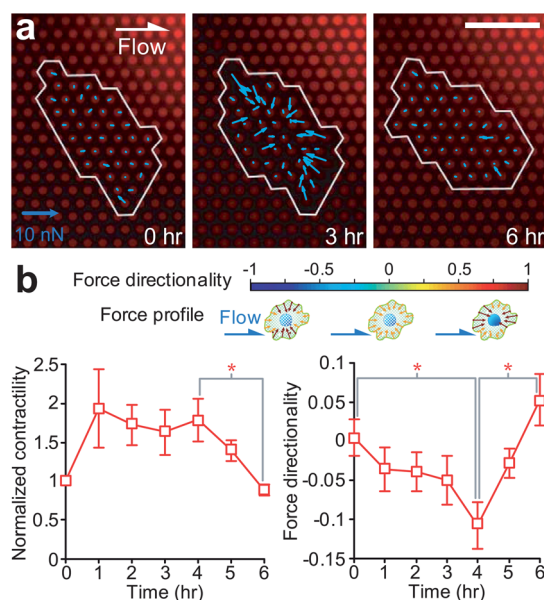 a
Flow
10 nN
0 hr
3 hr
6 hr
b
Force directionality
-1 -0.5 0 0.5 1
Force profile
Flow
Normalized contractility
2.5
2
1.5
1
0.5
0
*
0 1 2 3 4 5 6
Time (hr)
Force directionality
0.1
0.05
0
-0.05
-0.1
-0.15
* *
0 1 2 3 4 5 6
Time (hr)